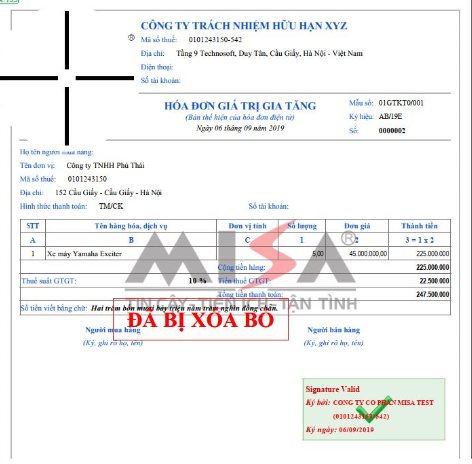 CÔNG TY TRÁCH NHIỆM HỮU HẠN XYZ
®
Mã số thuế: 0101243150-542
Địa chỉ: Tầng 9 Technosoft, Duy Tân, Cầu Giấy, Hà Nội - Việt Nam
Điện thoại:
Số tài khoản:
HÓA ĐƠN GIÁ TRỊ GIA TĂNG
(Bản thể hiện của hóa đơn điện tử)
Ngày 06 tháng 09 năm 2019
Mẫu số: 01GTKT0/001
Ký hiệu: AB/19E
Số: 0000002
Họ tên người mua hàng:
Tên đơn vị: Công ty TNHH Phú Thái
Mã số thuế: 0101243150
Địa chỉ: 152 Cầu Giấy - Cầu Giấy - Hà Nội
Hình thức thanh toán: TM/CK Số tài khoản:
STT Tên hàng hóa, dịch vụ Đơn vị tính Số lượng Đơn giá Thành tiền
A B C 1 2 3 = 1 x 2
1 Xe máy Yamaha Exciter 5,00 45.000.000,00 225.000.000
MISA®
Cộng tiền hàng: 225.000.000
Thuế suất GTGT: 10 % Tiền thuế GTGT: 22.500.000
Tổng tiền thanh toán: 247.500.000
TIN CẬY - TIỆN ÍCH - TẬN TÌNH
Số tiền viết bằng chữ: Hai trăm bốn mươi bảy triệu năm trăm nghìn đồng chẵn.
ĐÃ BỊ XÓA BỎ
Người mua hàng Người bán hàng
(Ký, ghi rõ họ, tên) (Ký, ghi rõ họ, tên)
Signature Valid
Ký bởi: CÔNG TY CỔ PHẦN MISA TEST
(0101243150-542)
Ký ngày: 06/09/2019